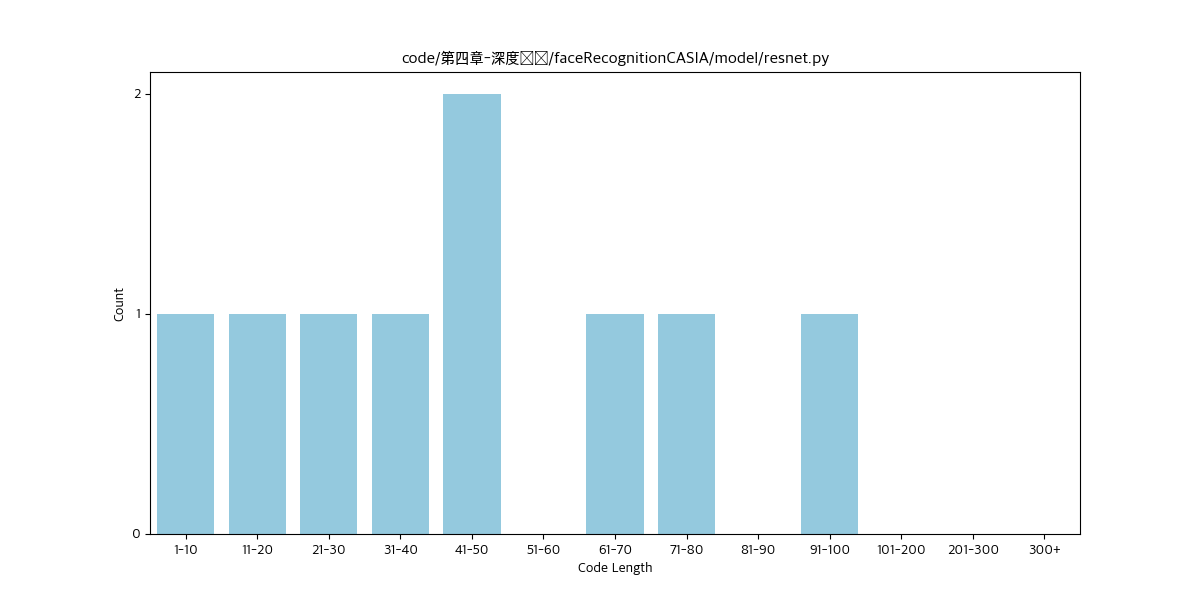 code/第四章-深度/faceRecognitionCASIA/model/resnet.py
Count
2
1
0
1-10 11-20 21-30 31-40 41-50 51-60 61-70 71-80 81-90 91-100 101-200 201-300 300+
Code Length